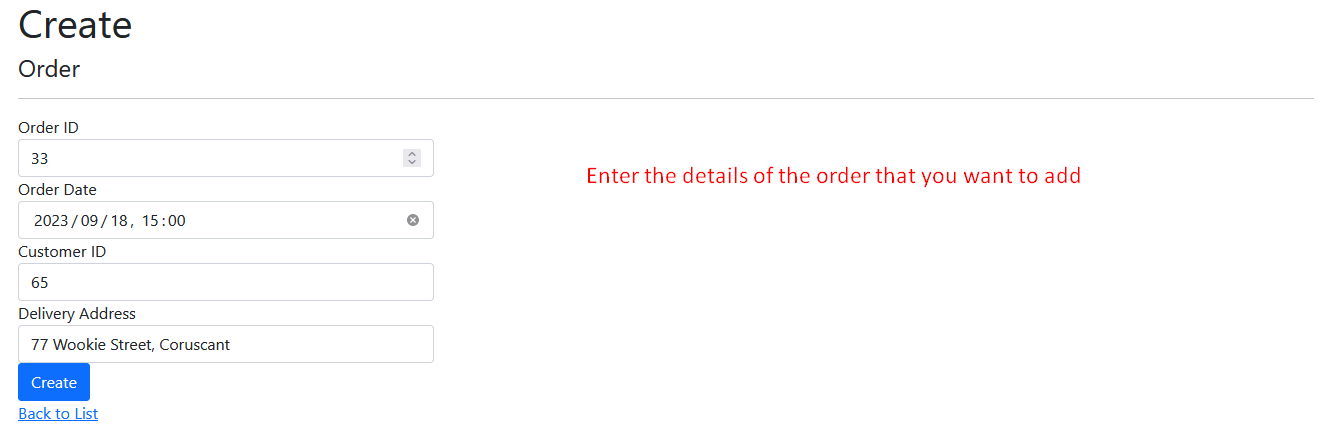 Create
Order
Order ID
33
Enter the details of the order that you want to add
Order Date
2023/09/18, 15:00
Customer ID
65
Delivery Address
77 Wookie Street, Coruscant
Create
Back to List